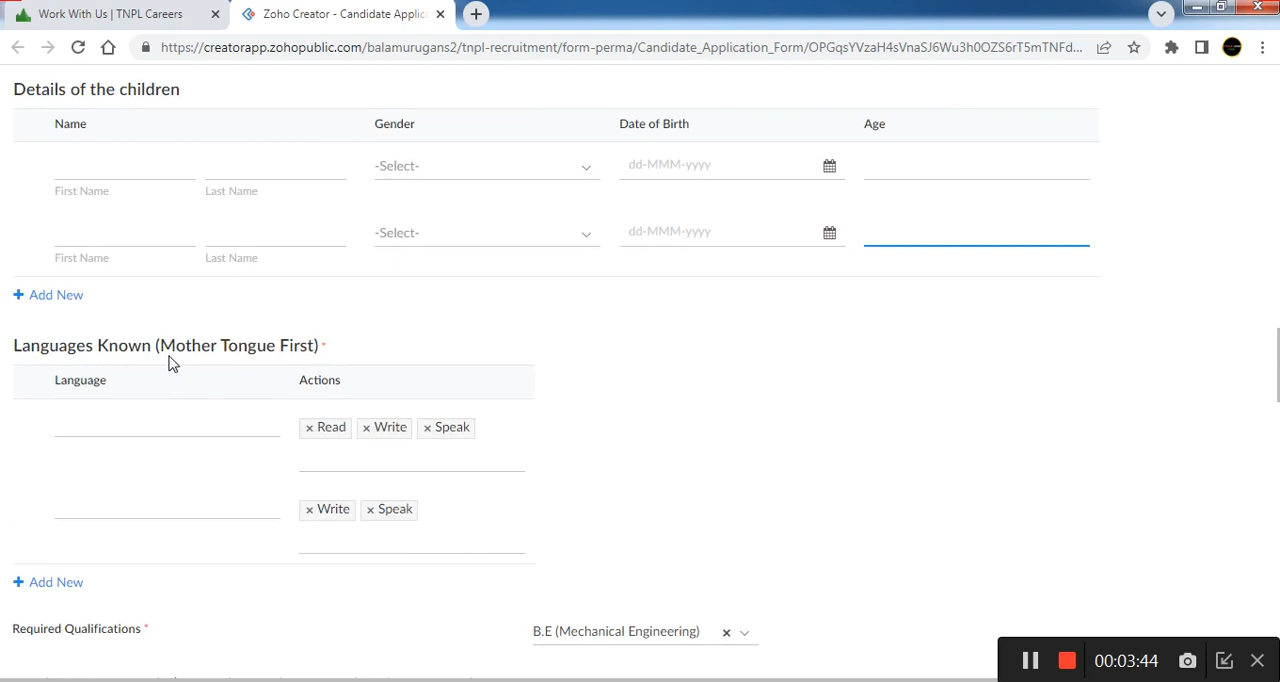 Work With Us | TNPL Careers × Zoho Creator - Candidate Applic ×
https://creatorapp.zohopublic.com/balamurugans2/tnpl-recruitment/form-perma/Candidate_Application_Form/OPGqsYVzaH4sVnaSJ6Wu3h0OZS6rT5mTNFd...
Details of the children
Name Gender Date of Birth Age
-Select- dd-MMM-yyyy
First Name Last Name
-Select- dd-MMM-yyyy
First Name Last Name
+ Add New
Languages Known (Mother Tongue First) *
Language Actions
× Read × Write × Speak
× Write × Speak
+ Add New
Required Qualifications * B.E (Mechanical Engineering) ×
00:03:44